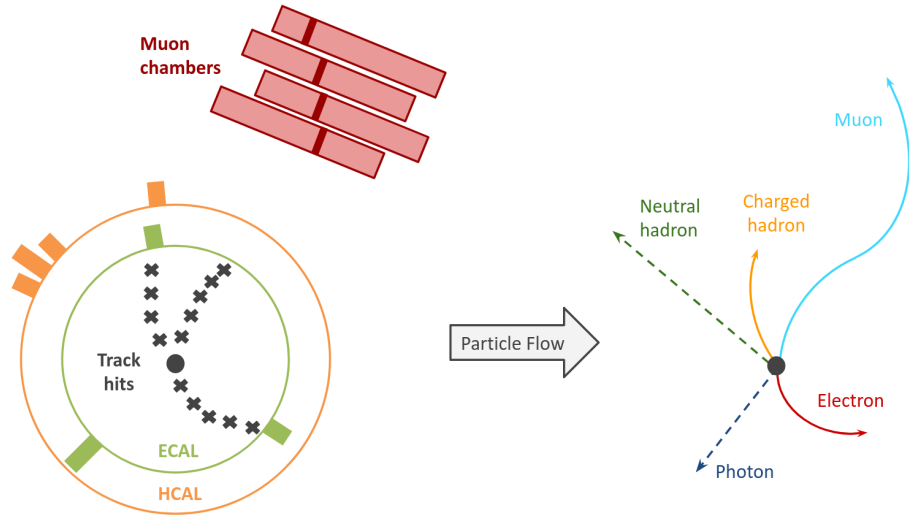 Muon
chambers
Track
hits
ECAL
HCAL
Particle Flow
Neutral
hadron
Charged
hadron
Muon
Electron
Photon